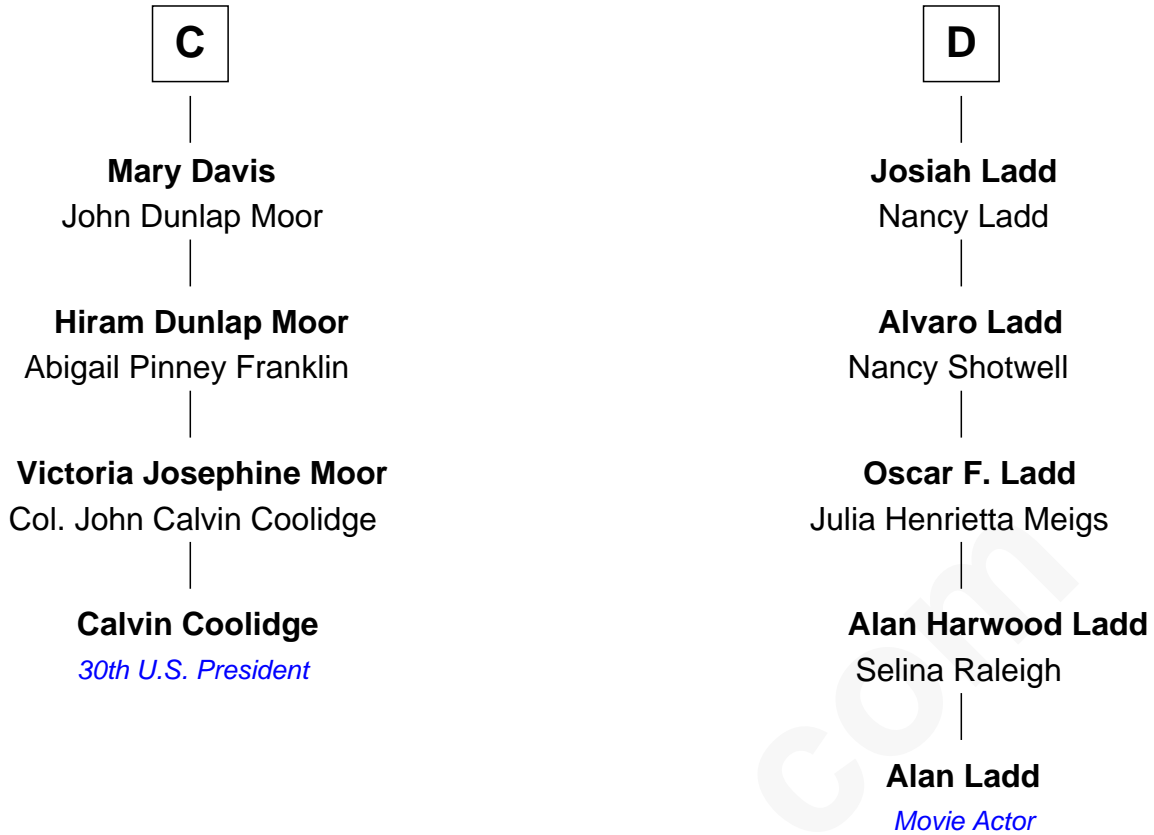 C
Mary Davis
John Dunlap Moor
Hiram Dunlap Moor
Abigail Pinney Franklin
Victoria Josephine Moor
Col. John Calvin Coolidge
Calvin Coolidge
30th U.S. President
D
Josiah Ladd
Nancy Ladd
Alvaro Ladd
Nancy Shotwell
Oscar F. Ladd
Julia Henrietta Meigs
Alan Harwood Ladd
Selina Raleigh
Alan Ladd
Movie Actor
com